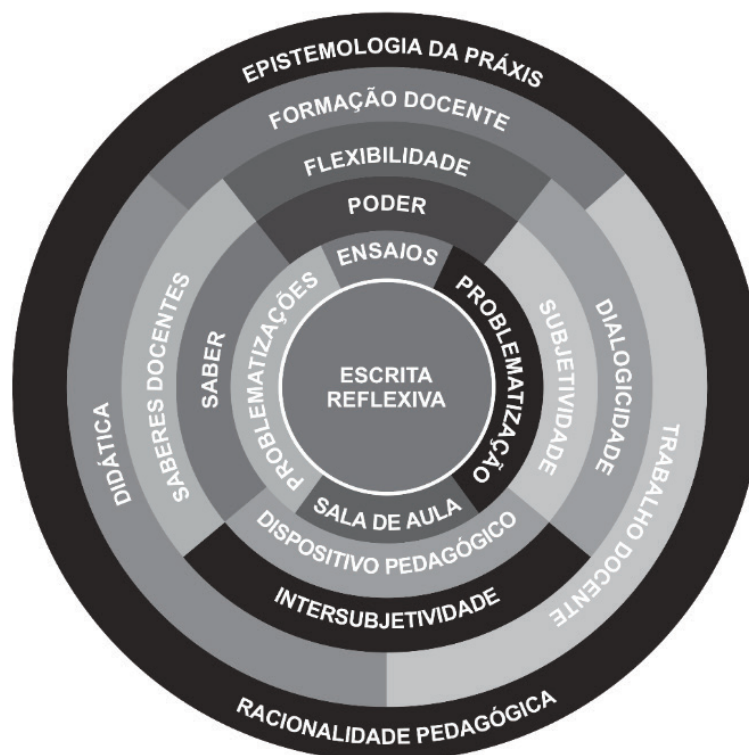 EPISTEMOLOGIA DA PRÁXIS
FORMAÇÃO DOCENTE
FLEXIBILIDADE
PODER
ENSAIOS
PROBLEMATIZAÇÕES
PROBLEMATIZAÇÃO
SABER
SUBJETIVIDADE
SABERES DOCENTES
DIALOGICIDADE
DIDÁTICA
TRABALHO DOCENTE
ESCRITA
REFLEXIVA
SALA DE AULA
DISPOSITIVO PEDAGÓGICO
INTERSUBJETIVIDADE
RACIONALIDADE PEDAGÓGICA